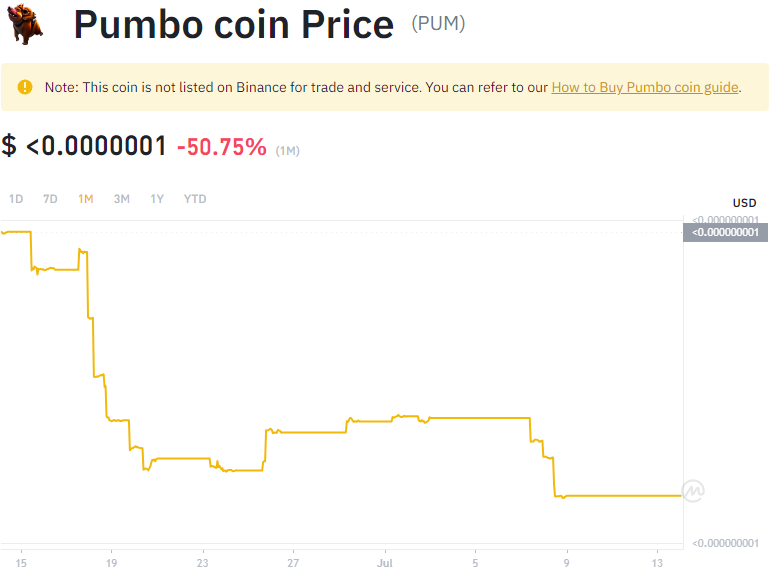 Pumbo coin Price (PUM)
Note: This coin is not listed on Binance for trade and service. You can refer to our How to Buy Pumbo coin guide.
$ <0.0000001 -50.75% (1M)
1D 7D 1M 3M 1Y YTD
USD
<0.000000001
<0.000000001
<0.000000001
15 19 23 27 Jul 5 9 13